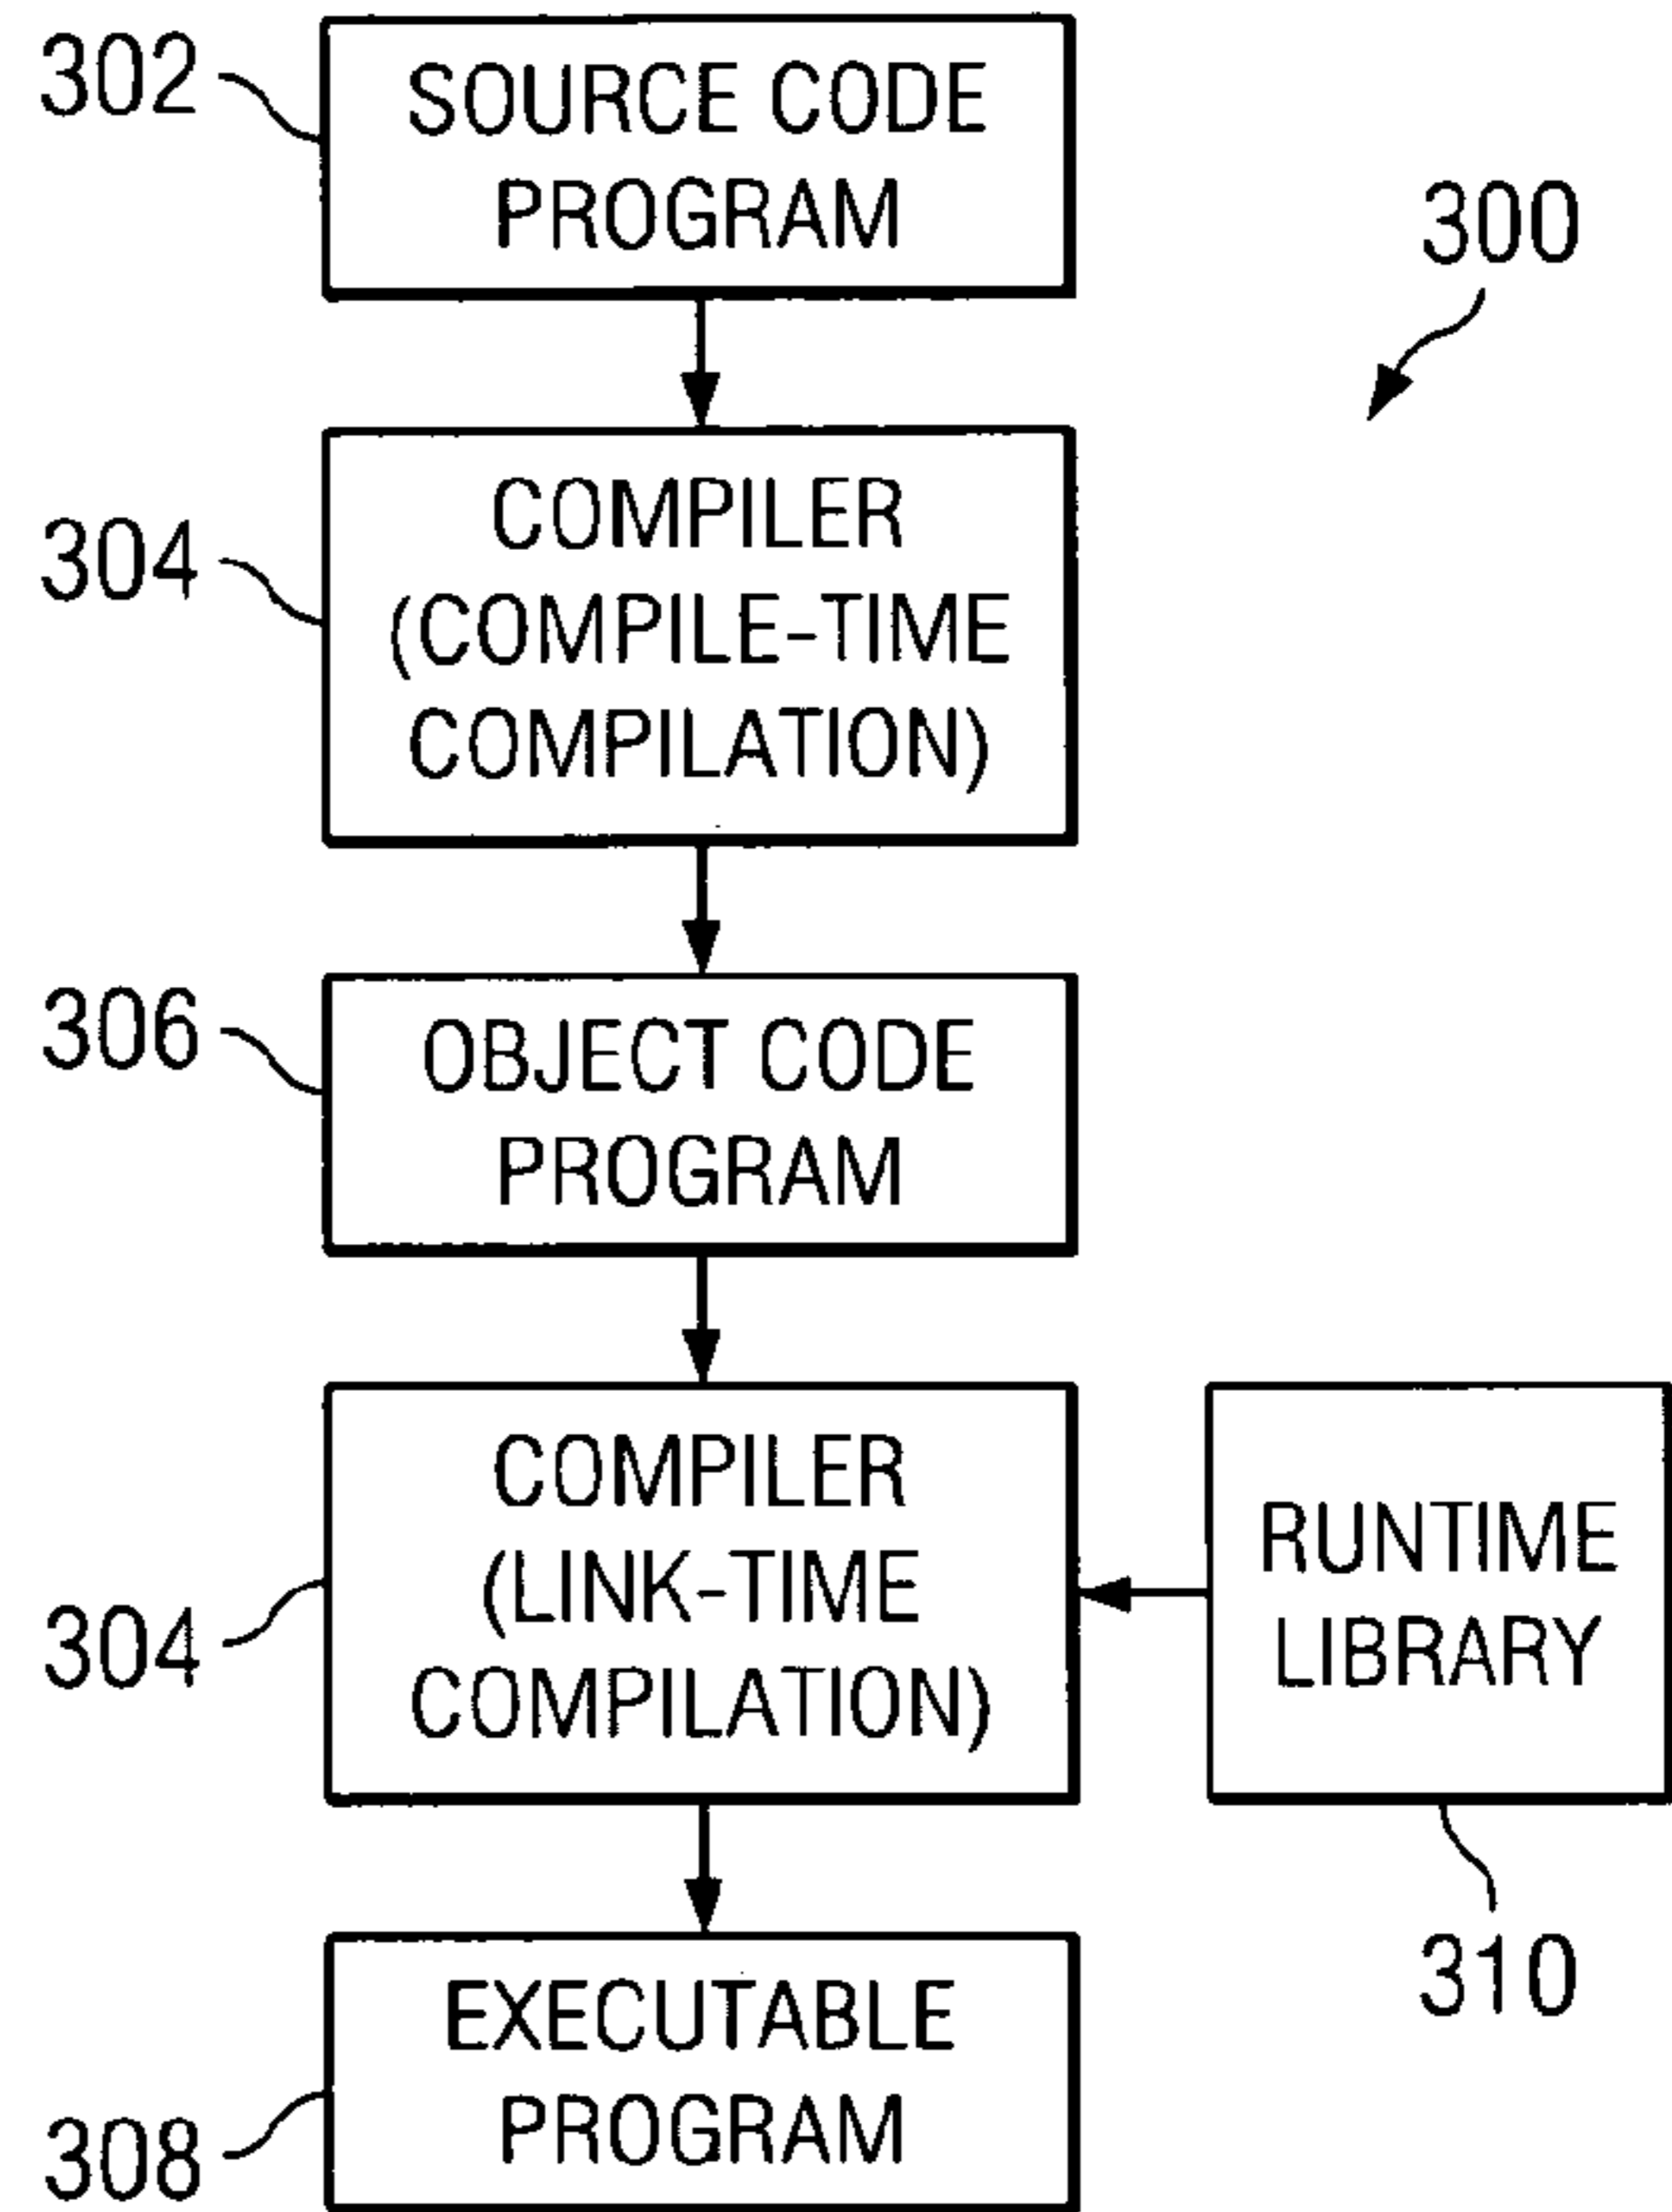 302
SOURCE CODE
PROGRAM
300
304
COMPILER
(COMPILE-TIME
COMPILATION)
306
OBJECT CODE
PROGRAM
304
COMPILER
(LINK-TIME
COMPILATION)
RUNTIME
LIBRARY
310
308
EXECUTABLE
PROGRAM